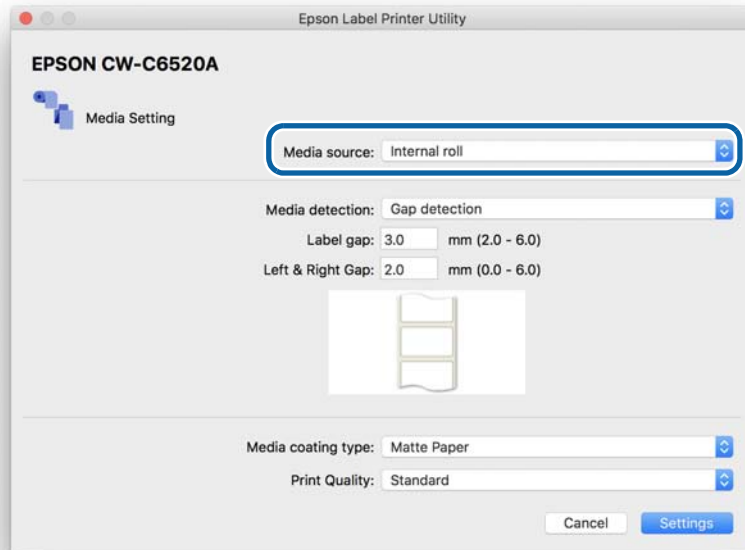 Epson Label Printer Utility
EPSON CW-C6520A
Media Setting
Media source: Internal roll
Media detection: Gap detection
Label gap: 3.0 mm (2.0 - 6.0)
Left & Right Gap: 2.0 mm (0.0 - 6.0)
Media coating type: Matte Paper
Print Quality: Standard
Cancel Settings